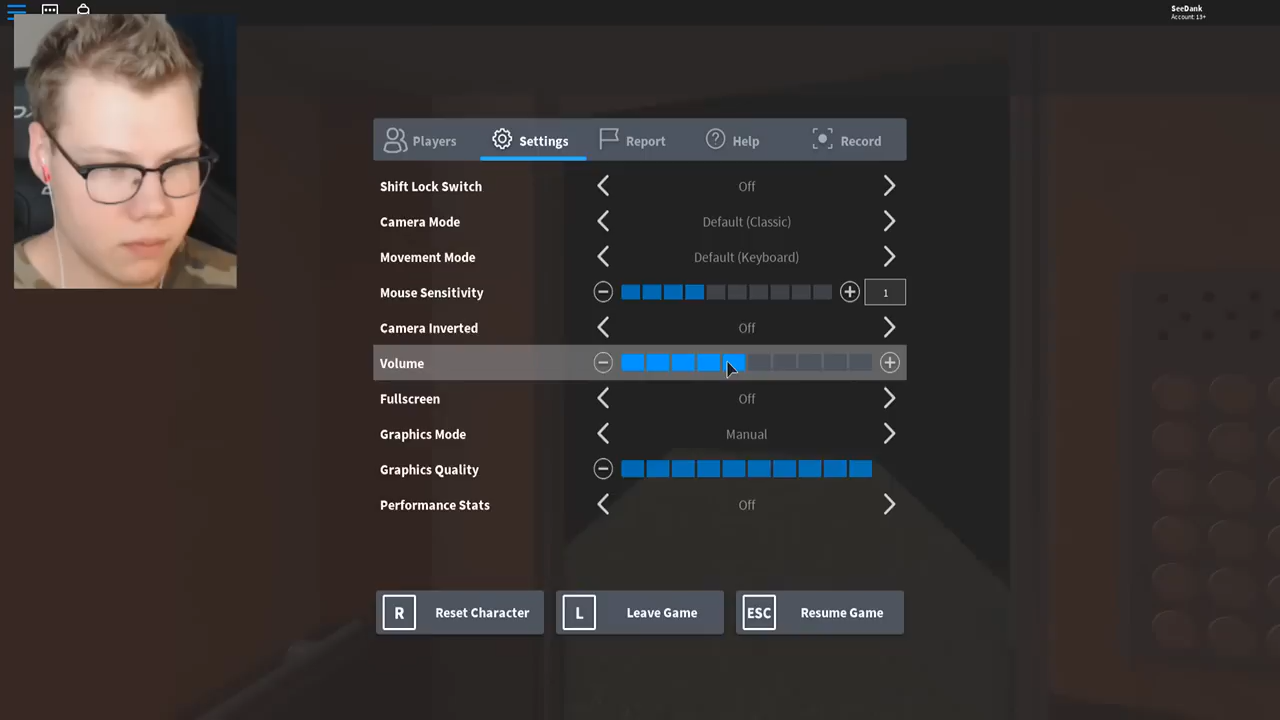 SeeDank
Account: 13+
Players Settings Report Help Record
Shift Lock Switch Off
Camera Mode Default (Classic)
Movement Mode Default (Keyboard)
Mouse Sensitivity 1
Camera Inverted Off
Volume
Fullscreen Off
Graphics Mode Manual
Graphics Quality
Performance Stats Off
R Reset Character L Leave Game ESC Resume Game